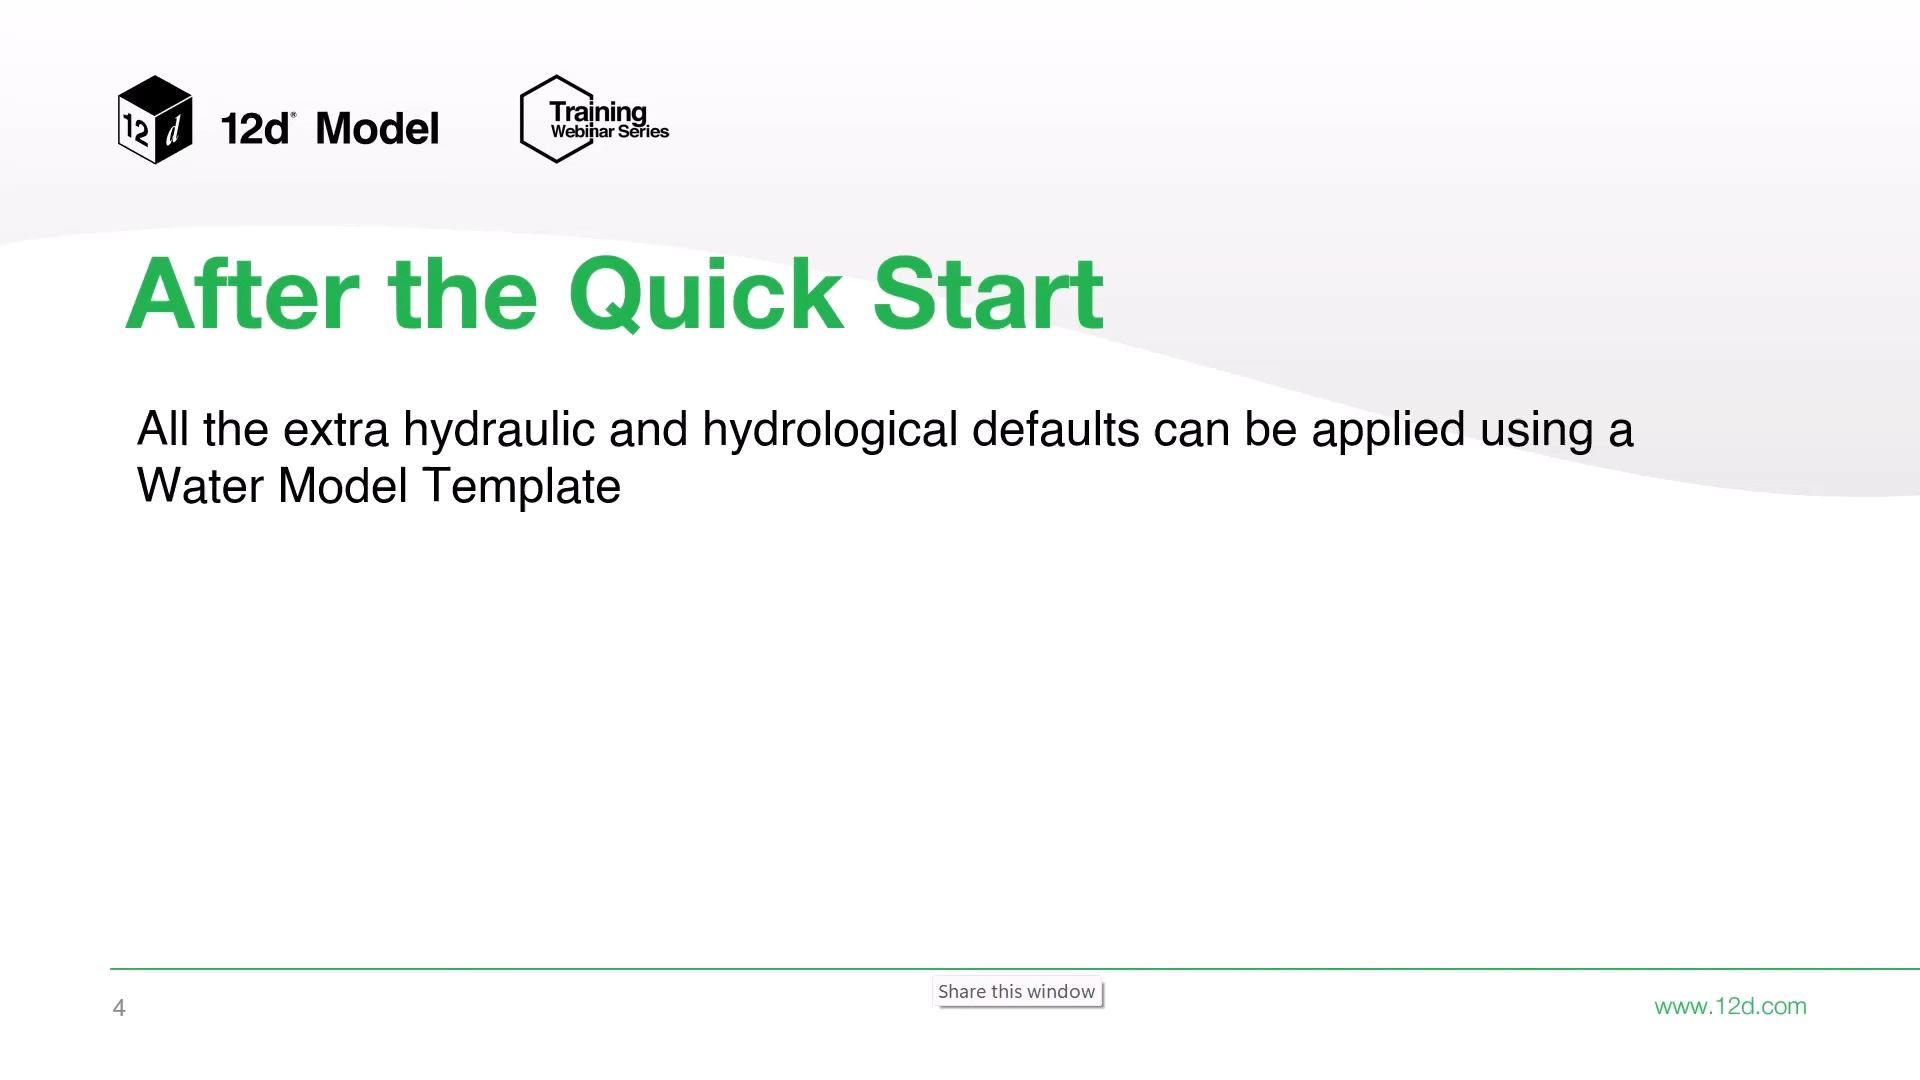 12d
12d® Model
Training
Webinar Series
After the Quick Start
All the extra hydraulic and hydrological defaults can be applied using a
Water Model Template
Share this window
4
www.12d.com